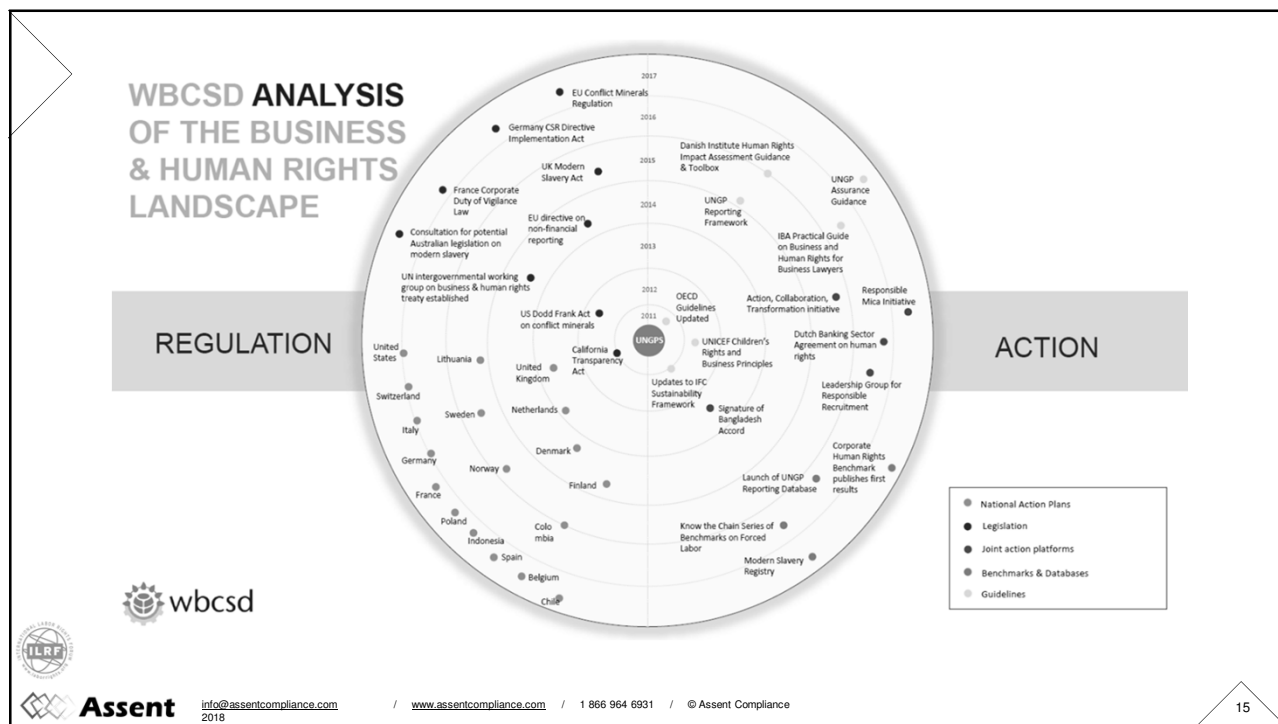 WBCSD ANALYSIS
OF THE BUSINESS
& HUMAN RIGHTS
LANDSCAPE
2017
2016
2015
2014
2013
2012
2011
UNGPS
REGULATION
ACTION
EU Conflict Minerals
Regulation
Germany CSR Directive
Implementation Act
UK Modern
Slavery Act
France Corporate
Duty of Vigilance
Law
EU directive on
non-financial
reporting
Consultation for potential
Australian legislation on
modern slavery
UN intergovernmental working
group on business & human rights
treaty established
US Dodd Frank Act
on conflict minerals
California
Transparency
Act
United
States
Lithuania
United
Kingdom
Switzerland
Sweden
Netherlands
Italy
Germany
Norway
Denmark
Finland
France
Poland
Indonesia
Colo
mbia
Spain
Belgium
Chile
Danish Institute Human Rights
Impact Assessment Guidance
& Toolbox
UNGP
Assurance
Guidance
UNGP
Reporting
Framework
IBA Practical Guide
on Business and
Human Rights for
Business Lawyers
OECD
Guidelines
Updated
Action, Collaboration,
Transformation initiative
Responsible
Mica Initiative
UNICEF Children's
Rights and
Business Principles
Dutch Banking Sector
Agreement on human
rights
Updates to IFC
Sustainability
Framework
Leadership Group for
Responsible
Recruitment
Signature of
Bangladesh
Accord
Corporate
Human Rights
Benchmark
publishes first
results
Launch of UNGP
Reporting Database
Know the Chain Series of
Benchmarks on Forced
Labor
Modern Slavery
Registry
National Action Plans
Legislation
Joint action platforms
Benchmarks & Databases
Guidelines
wbcsd
INTERNATIONAL LABOR RIGHTS FORUM
ILRF
www.laborrights.org
Assent
info@assentcompliance.com / www.assentcompliance.com / 1 866 964 6931 / © Assent Compliance
2018
15